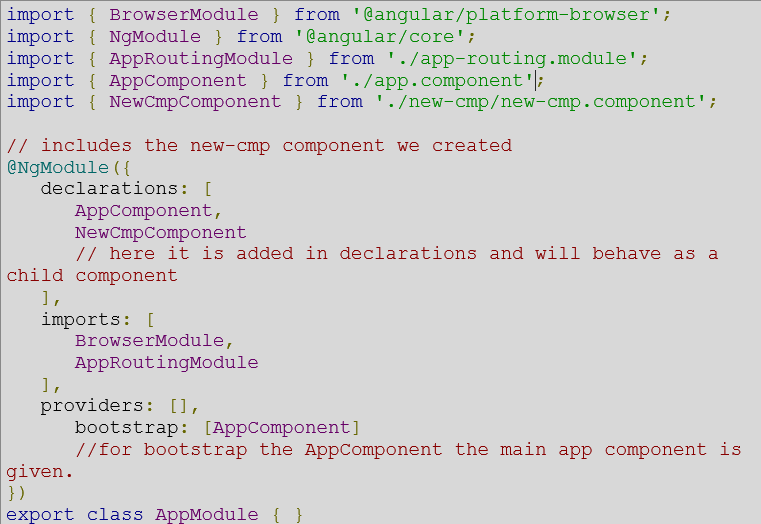 import { BrowserModule } from '@angular/platform-browser';
import { NgModule } from '@angular/core';
import { AppRoutingModule } from './app-routing.module';
import { AppComponent } from './app.component';
import { NewCmpComponent } from './new-cmp/new-cmp.component';

// includes the new-cmp component we created
@NgModule({
   declarations: [
      AppComponent,
      NewCmpComponent
      // here it is added in declarations and will behave as a
child component
   ],
   imports: [
      BrowserModule,
      AppRoutingModule
   ],
   providers: [],
      bootstrap: [AppComponent]
      //for bootstrap the AppComponent the main app component is
given.
})
export class AppModule { }